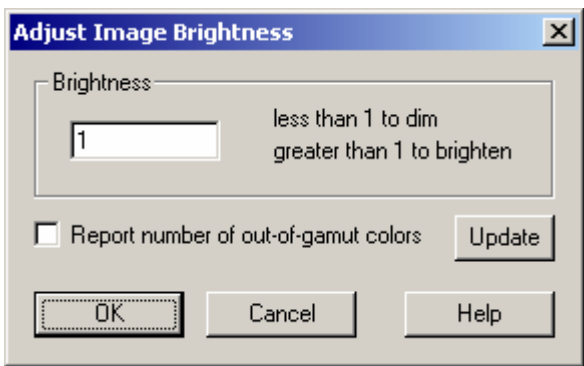 Adjust Image Brightness
Brightness
1
less than 1 to dim
greater than 1 to brighten
Report number of out-of-gamut colors
Update
OK
Cancel
Help